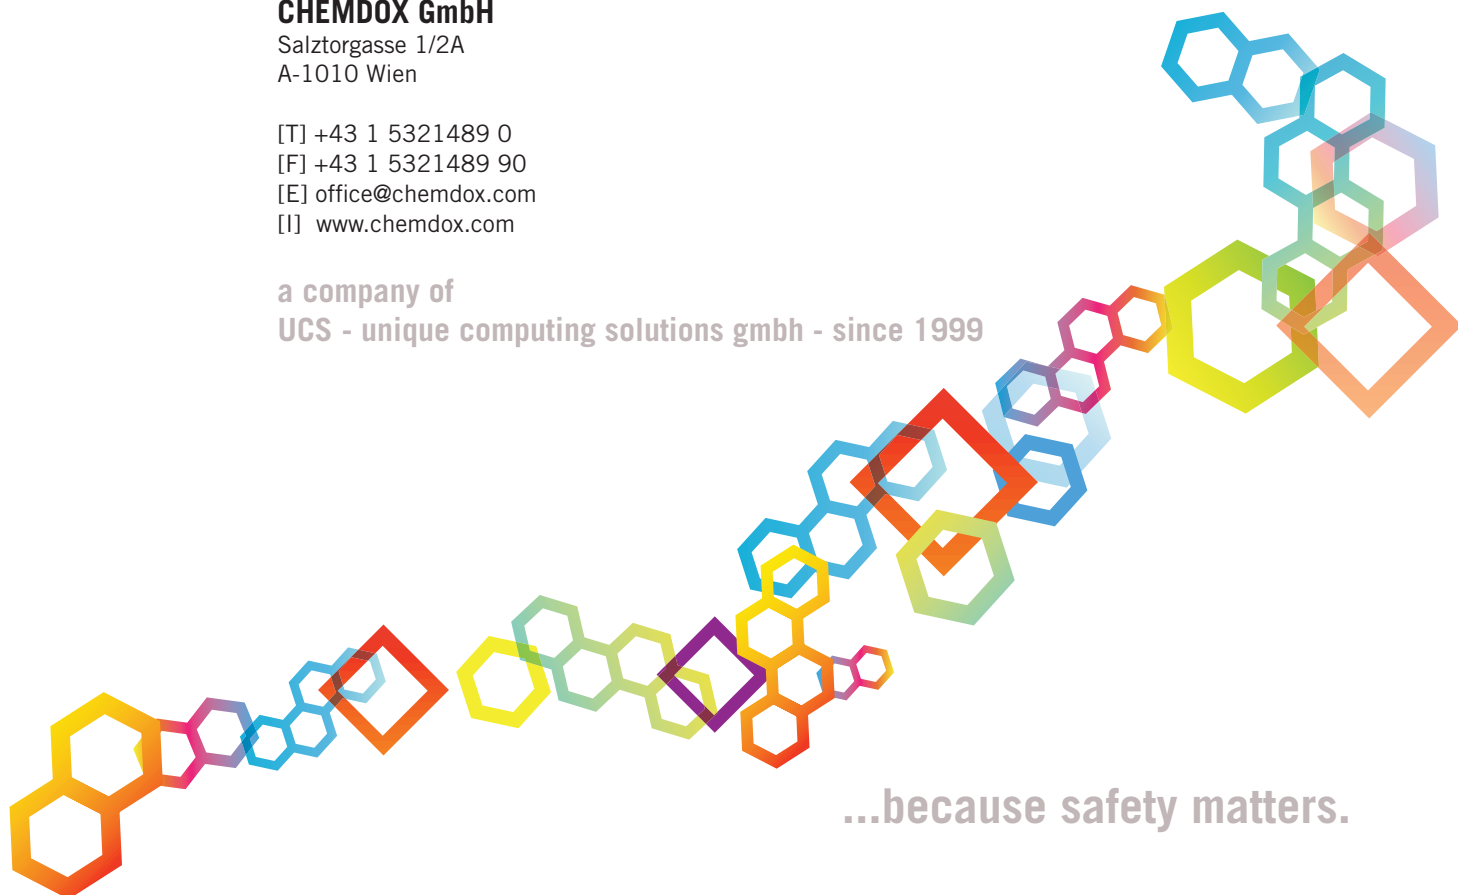 CHEMDOX GmbH
Salztorgasse 1/2A
A-1010 Wien
[T] +43 1 5321489 0
[F] +43 1 5321489 90
[E] office@chemdox.com
[I] www.chemdox.com
a company of
UCS - unique computing solutions gmbh - since 1999
...because safety matters.